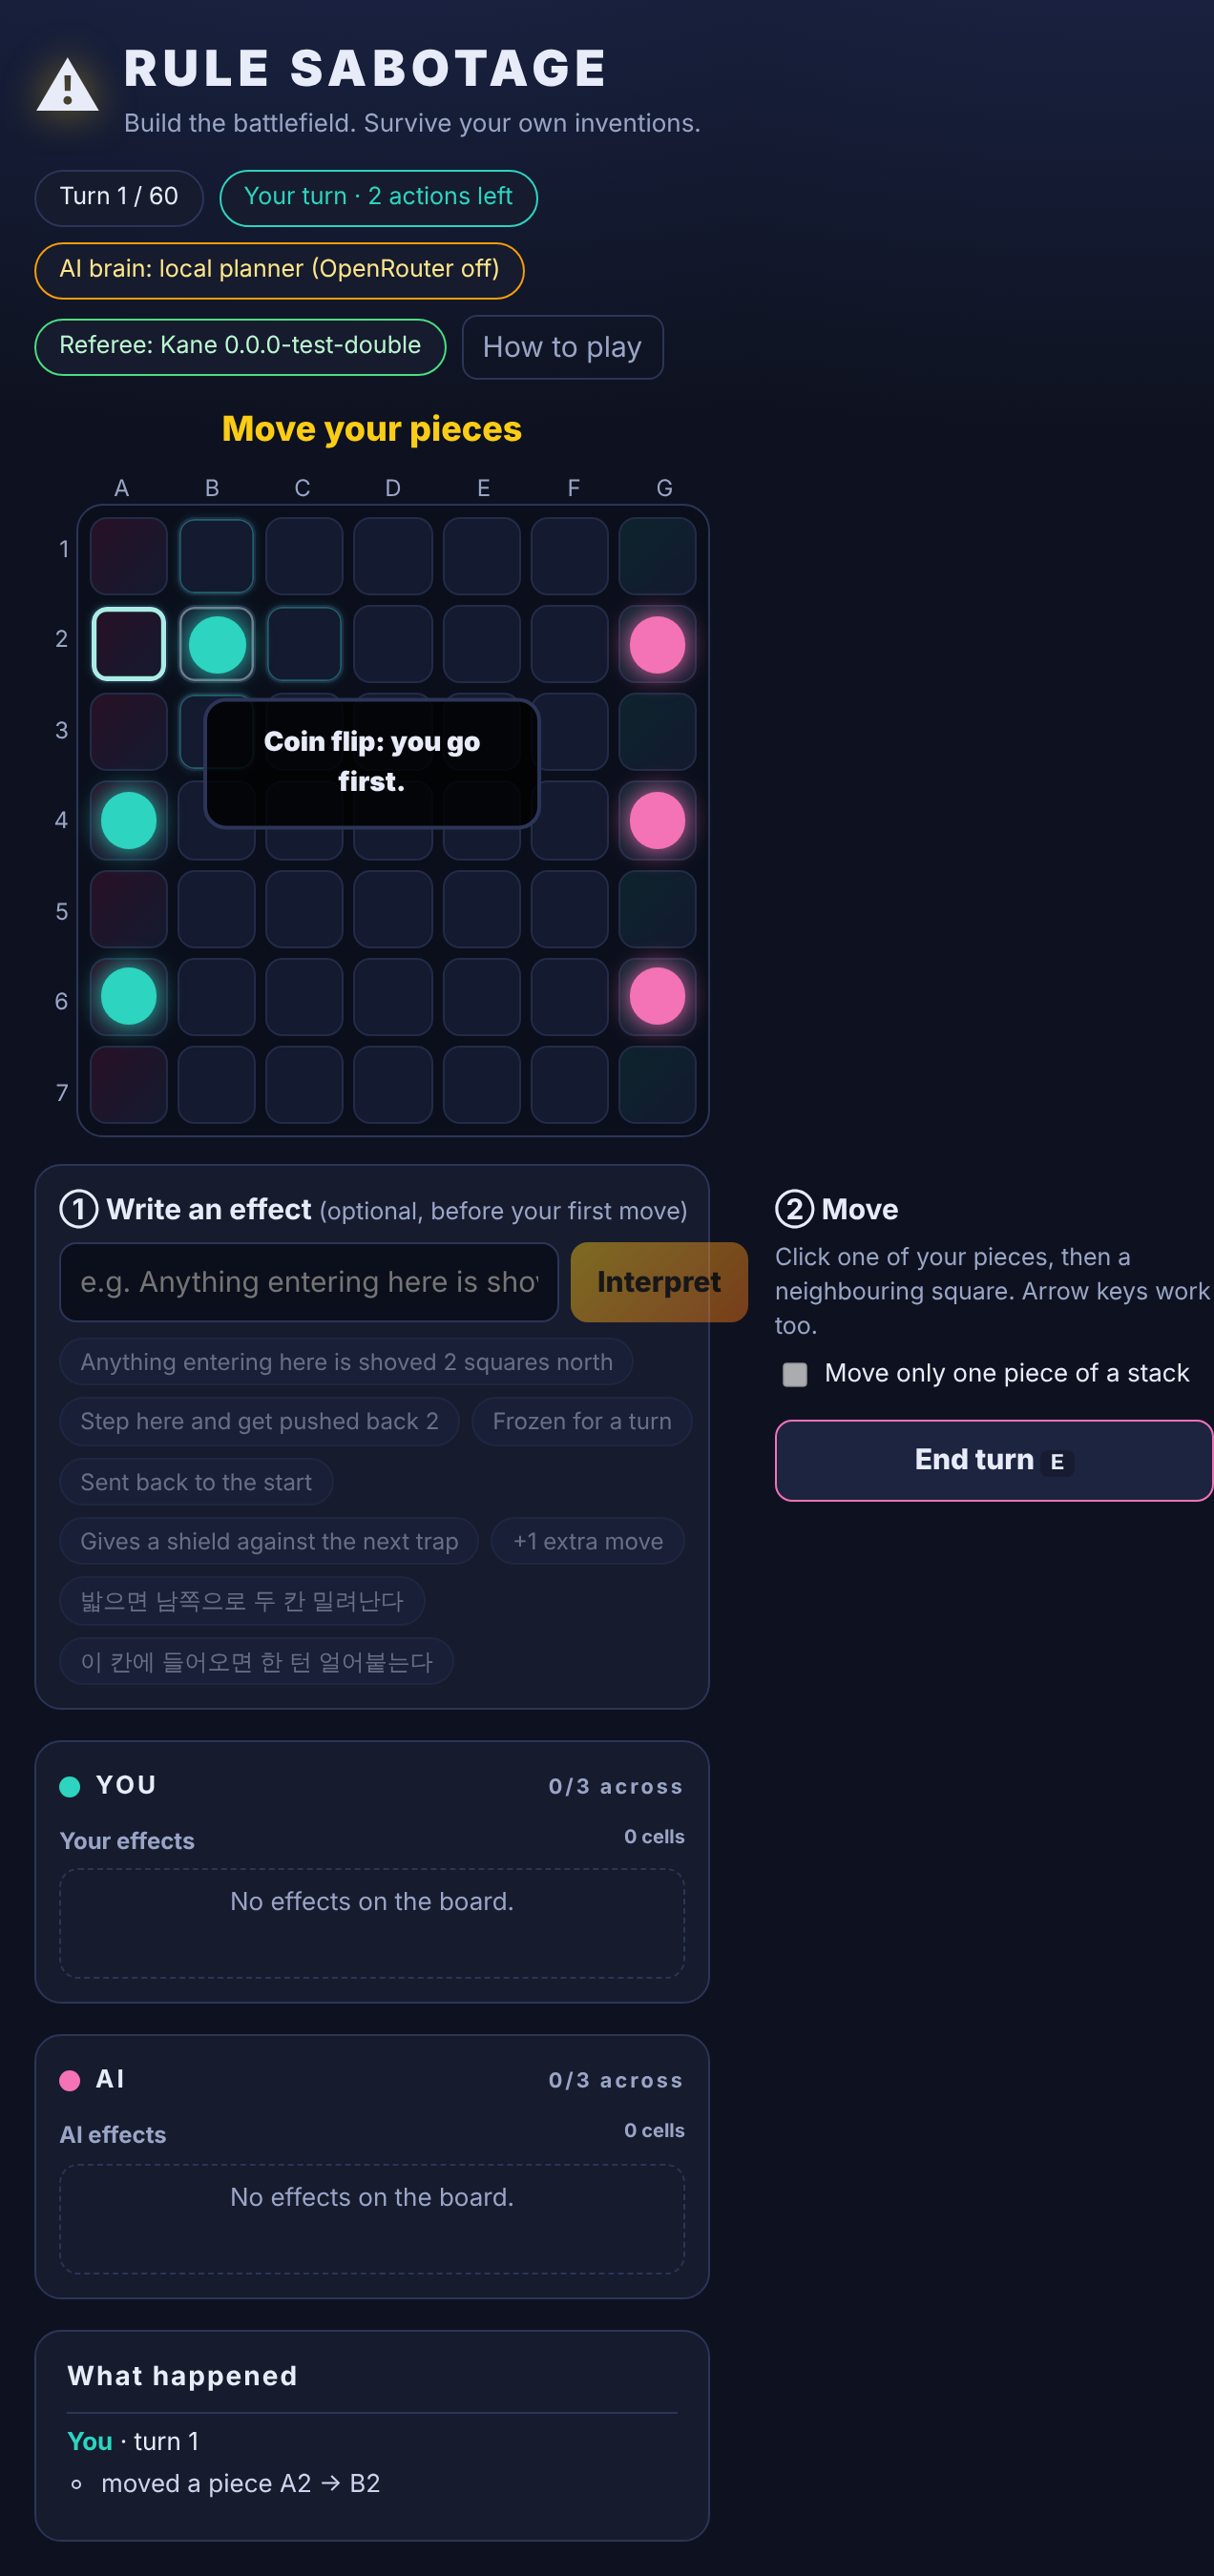 RULE SABOTAGE
Build the battlefield. Survive your own inventions.
Turn 1 / 60
Your turn · 2 actions left
AI brain: local planner (OpenRouter off)
Referee: Kane 0.0.0-test-double
How to play
Move your pieces
A B C D E F G
1
2
3
Coin flip: you go
first.
4
5
6
7
① Write an effect (optional, before your first move)
e.g. Anything entering here is
Interpret
Anything entering here is shoved 2 squares north
Step here and get pushed back 2
Frozen for a turn
Sent back to the start
Gives a shield against the next trap
+1 extra move
밟으면 남쪽으로 두 칸 밀려난다
이 칸에 들어오면 한 턴 얼어붙는다
② Move
Click one of your pieces, then a
neighbouring square. Arrow keys work
too.
Move only one piece of a stack
End turn E
YOU
0/3 across
Your effects
0 cells
No effects on the board.
AI
0/3 across
AI effects
0 cells
No effects on the board.
What happened
You · turn 1
moved a piece A2 → B2